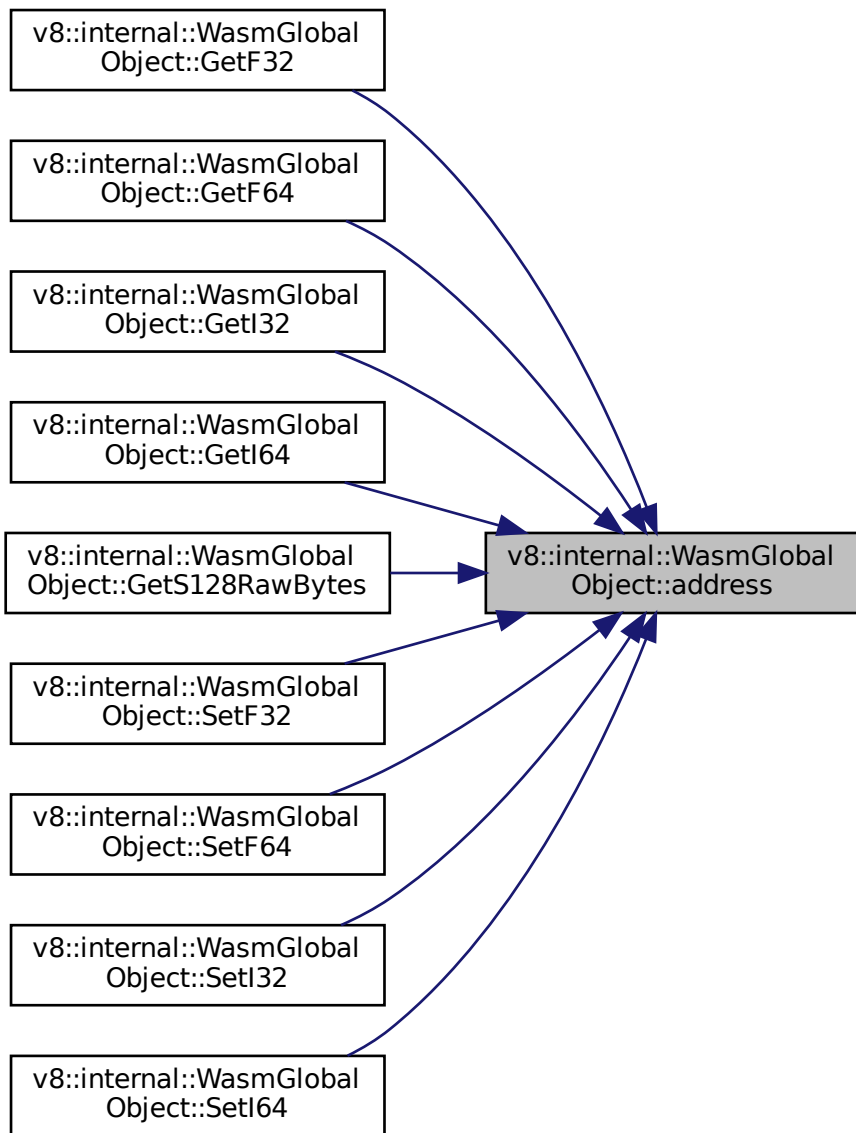 v8::internal::WasmGlobal
Object::GetF32
v8::internal::WasmGlobal
Object::GetF64
v8::internal::WasmGlobal
Object::GetI32
v8::internal::WasmGlobal
Object::GetI64
v8::internal::WasmGlobal
Object::GetS128RawBytes
v8::internal::WasmGlobal
Object::address
v8::internal::WasmGlobal
Object::SetF32
v8::internal::WasmGlobal
Object::SetF64
v8::internal::WasmGlobal
Object::SetI32
v8::internal::WasmGlobal
Object::SetI64